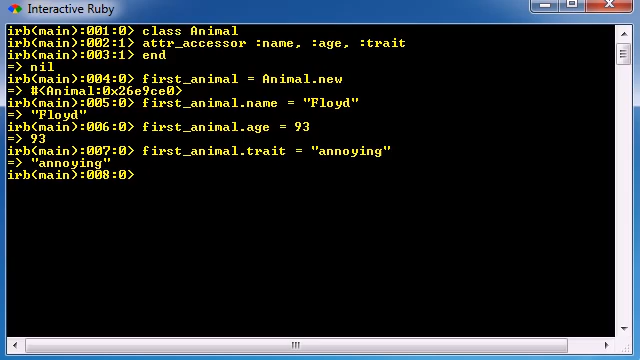 Interactive Ruby
irb(main):001:0> class Animal
irb(main):002:1> attr_accessor :name, :age, :trait
irb(main):003:1> end
=> nil
irb(main):004:0> first_animal = Animal.new
=> #<Animal:0x26e9ce0>
irb(main):005:0> first_animal.name = "Floyd"
=> "Floyd"
irb(main):006:0> first_animal.age = 93
=> 93
irb(main):007:0> first_animal.trait = "annoying"
=> "annoying"
irb(main):008:0>